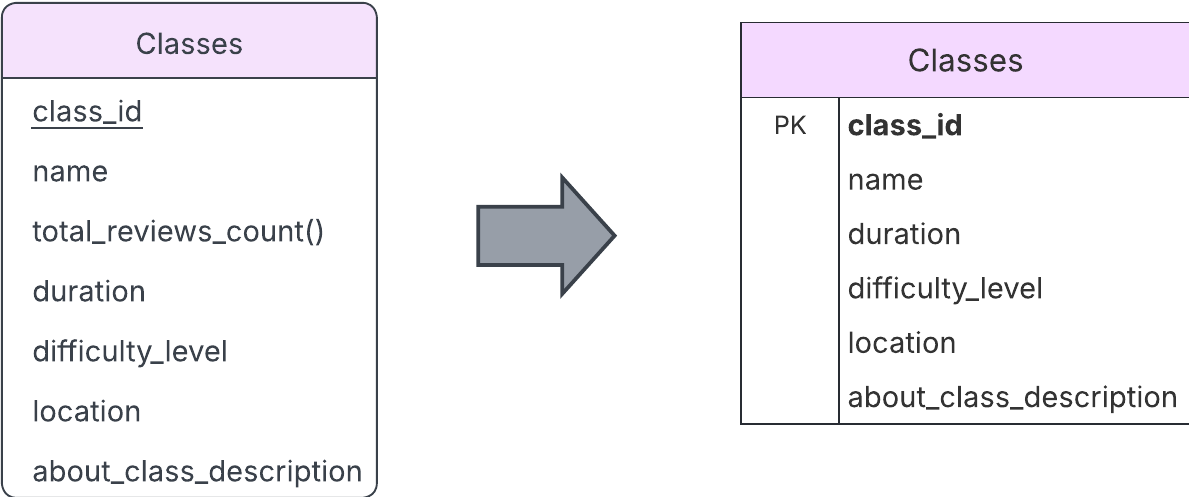 Classes
class_id
name
total_reviews_count()
duration
difficulty_level
location
about_class_description
Classes
PK class_id
name
duration
difficulty_level
location
about_class_description